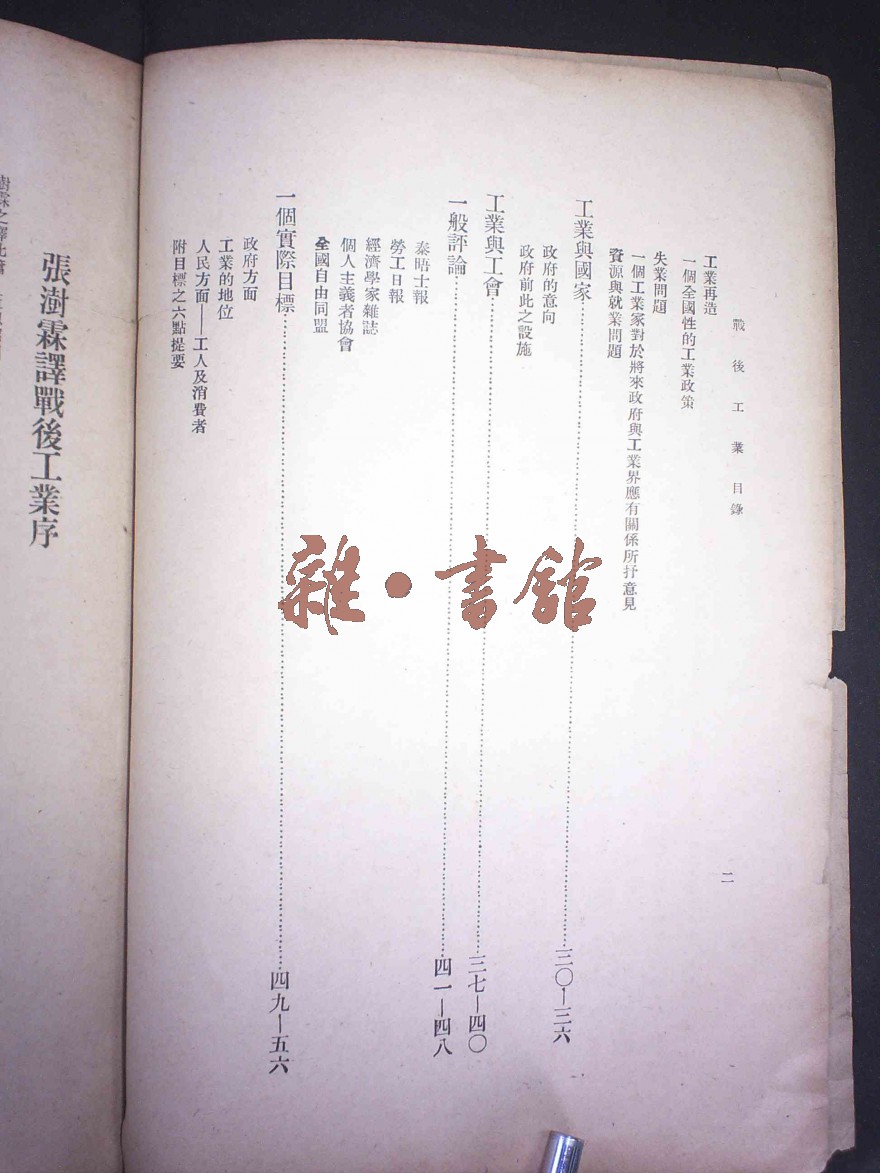 戰後工業目錄
二
工業再造
一個全國性的工業政策
失業問題
一個工業家對於將來政府與工業界應有關係所抒意見
資源與就業問題
工業與國家……三〇—三六
政府的意向
政府前此之設施
工業與工會……三七—四〇
一般評論……四一—四八
泰晤士報
勞工日報
經濟學家雜誌
個人主義者協會
全國自由同盟
一個實際目標……四九—五六
政府方面
工業的地位
人民方面——工人及消費者
附目標之六點提要
張澍霖譯戰後工業序
雜·書館